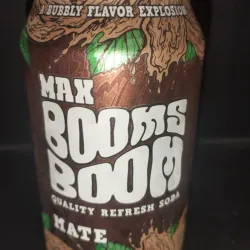 A BUBBLY FLAVOR EXPLOSION
MAX
BOOMS
BOOM
QUALITY REFRESH SODA
MATE